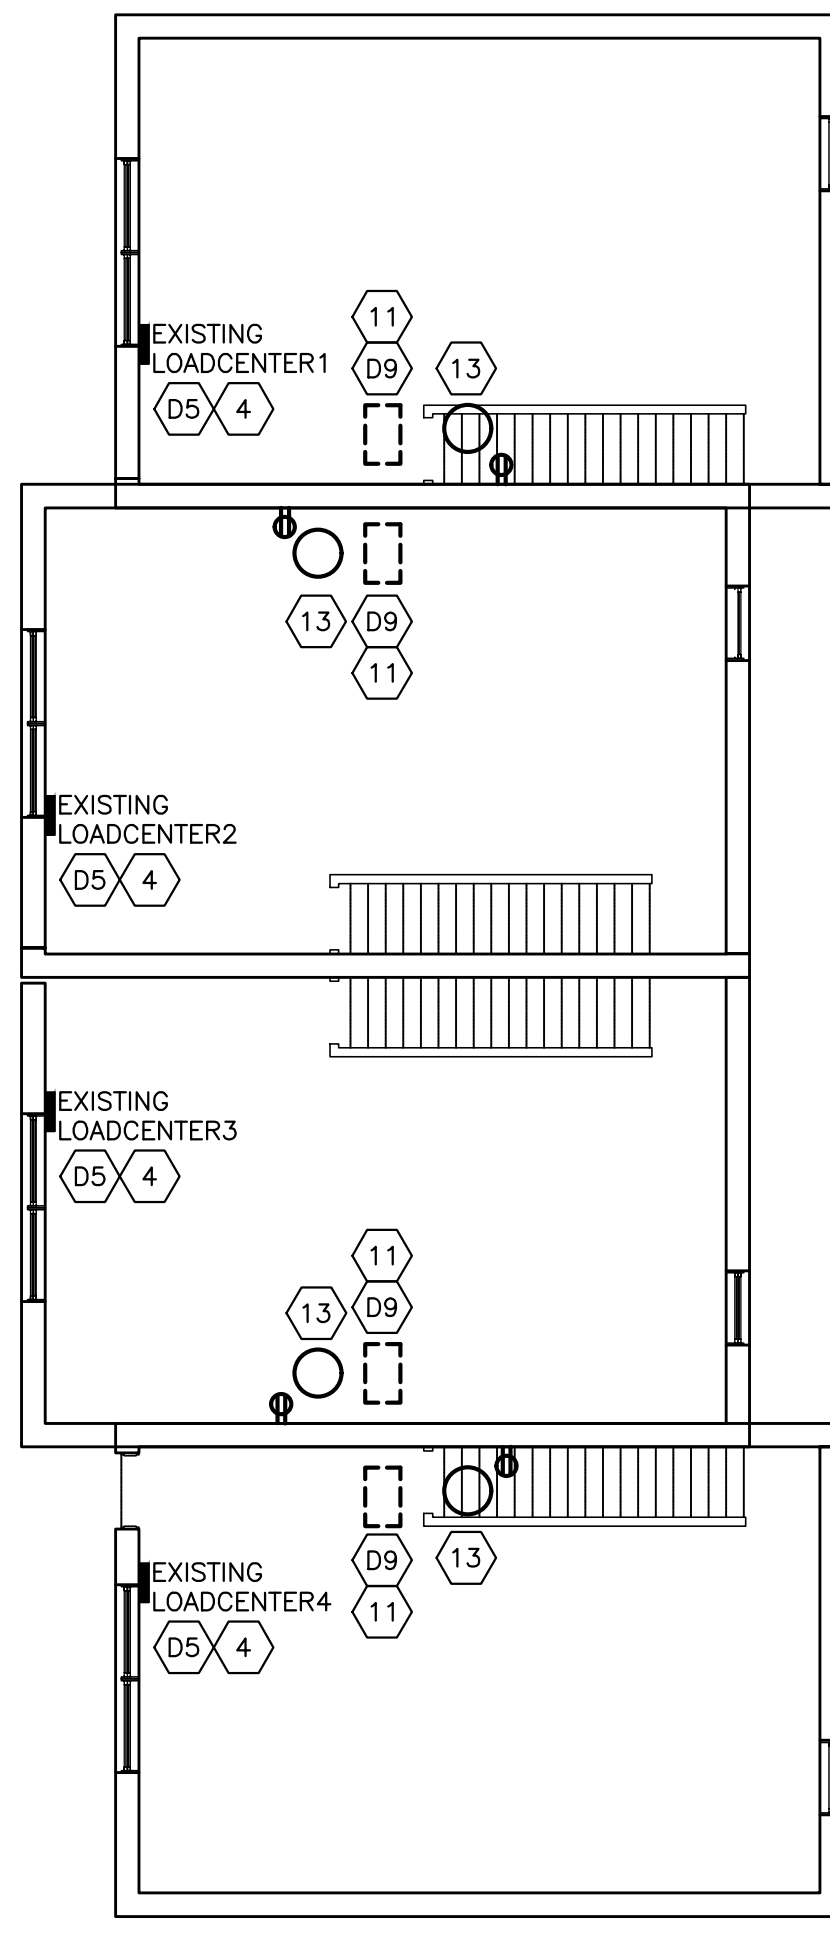 11
EXISTING
LOADCENTER1
D9
13
D5
4
13
D9
11
EXISTING
LOADCENTER2
D5
4
EXISTING
LOADCENTER3
D5
4
11
13
D9
D9
13
EXISTING
LOADCENTER4
11
D5
4